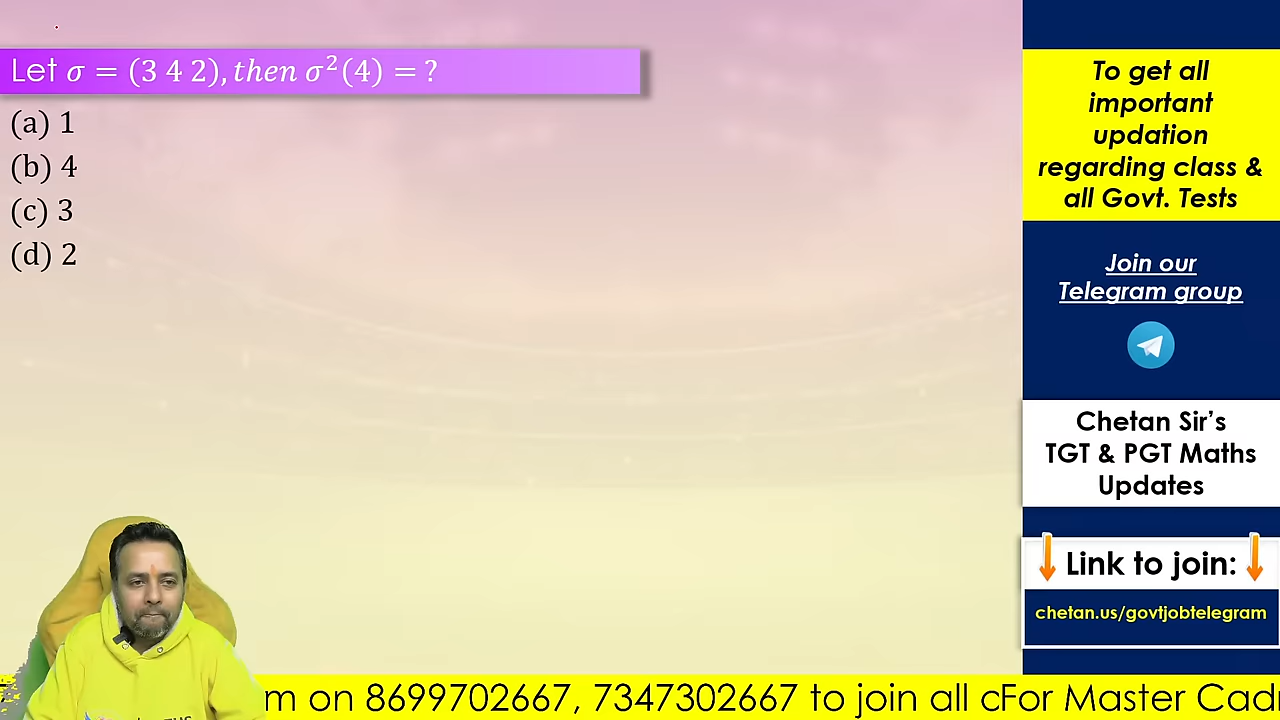 Let σ = (3 4 2), then σ²(4) = ?
(a) 1
(b) 4
(c) 3
(d) 2
To get all
important
updation
regarding class &
all Govt. Tests
Join our
Telegram group
Chetan Sir's
TGT & PGT Maths
Updates
Link to join:
chetan.us/govtjobtelegram
m on 8699702667, 7347302667 to join all cFor Master Cad